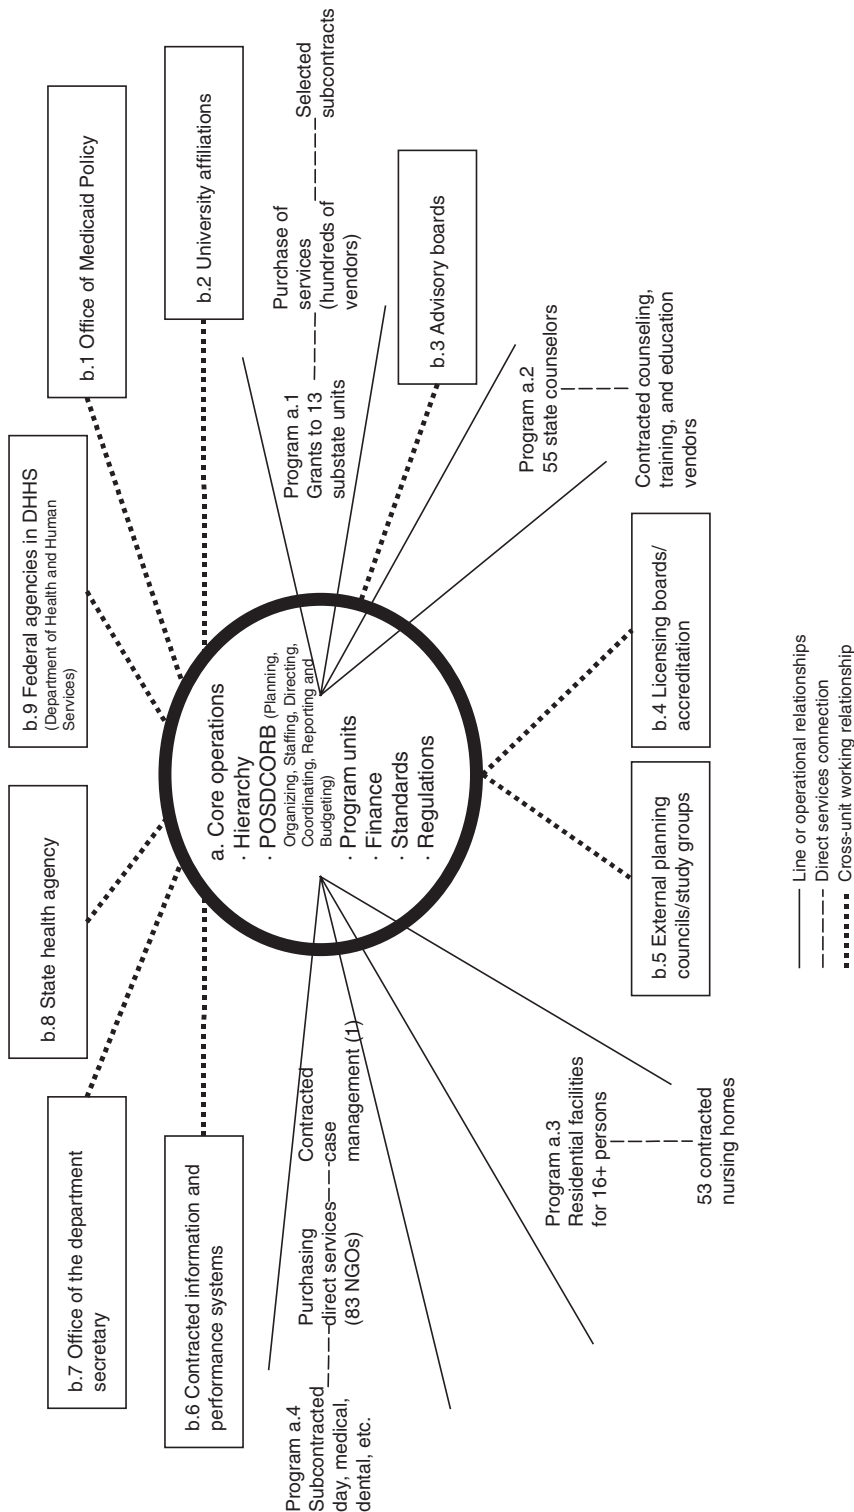 b.7 Office of the department
secretary
b.8 State health agency
b.9 Federal agencies in DHHS
(Department of Health and Human
Services)
b.1 Office of Medicaid Policy
b.6 Contracted information and
performance systems
b.2 University affiliations
a. Core operations
· Hierarchy
· POSDCORB (Planning,
Organizing, Staffing, Directing,
Coordinating, Reporting and
Budgeting)
· Program units
· Finance
· Standards
· Regulations
Program a.4
Subcontracted
day, medical,
dental, etc.
Purchasing
direct services
(83 NGOs)
Contracted
case
management (1)
Program a.1
Grants to 13
substate units
Purchase of
services
(hundreds of
vendors)
Selected
subcontracts
b.3 Advisory boards
Program a.3
Residential facilities
for 16+ persons
53 contracted
nursing homes
Program a.2
55 state counselors
Contracted counseling,
training, and education
vendors
b.5 External planning
councils/study groups
b.4 Licensing boards/
accreditation
Line or operational relationships
Direct services connection
Cross-unit working relationship